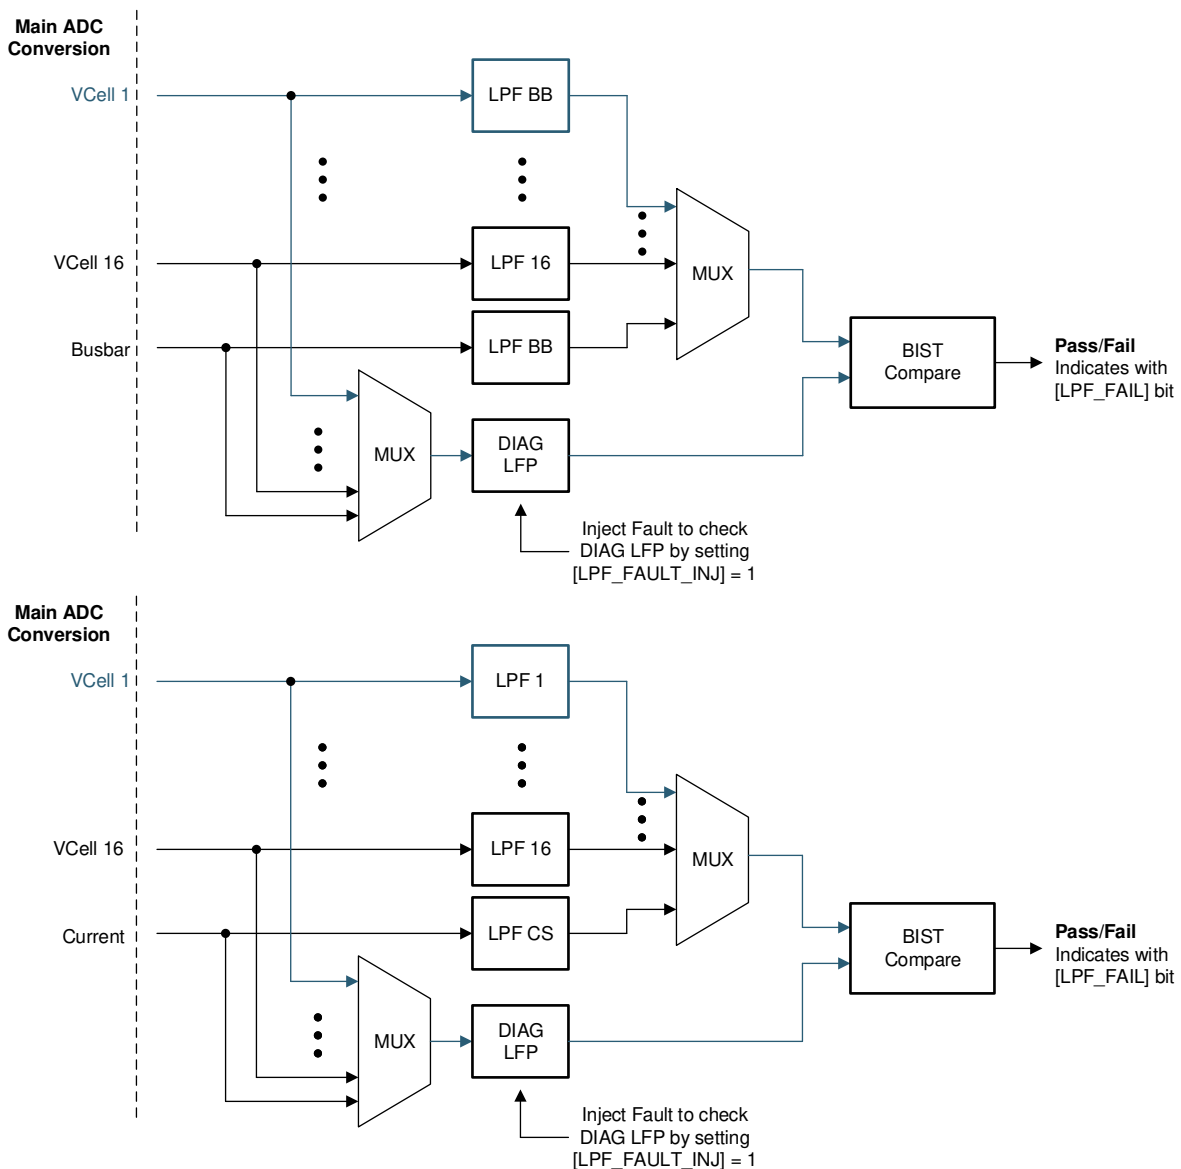 Main ADC
Conversion
VCell 1
LPF BB
VCell 16
LPF 16
MUX
Busbar
LPF BB
BIST
Compare
Pass/Fail
Indicates with
[LPF_FAIL] bit
MUX
DIAG
LFP
Inject Fault to check
DIAG LFP by setting
[LPF_FAULT_INJ] = 1
Main ADC
Conversion
VCell 1
LPF 1
VCell 16
LPF 16
MUX
Current
LPF CS
BIST
Compare
Pass/Fail
Indicates with
[LPF_FAIL] bit
MUX
DIAG
LFP
Inject Fault to check
DIAG LFP by setting
[LPF_FAULT_INJ] = 1